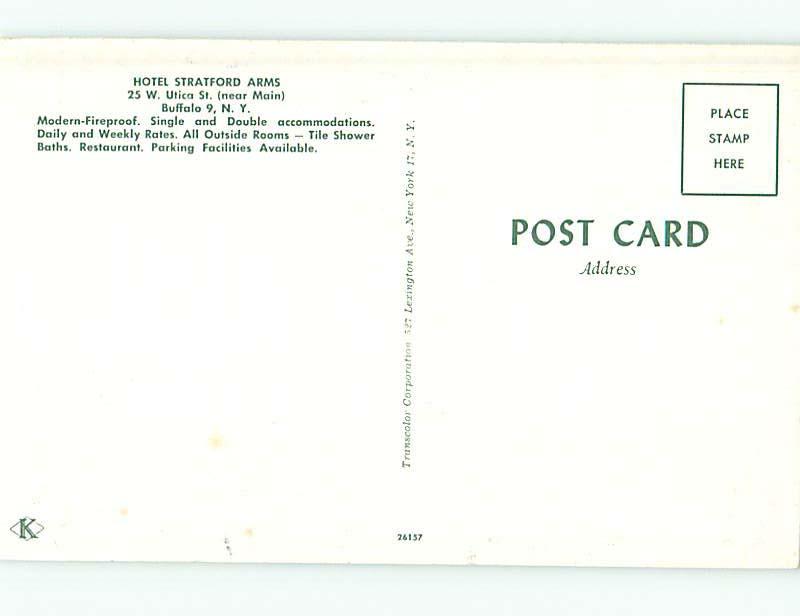 HOTEL STRATFORD ARMS
25 W. Utica St. (near Main)
Buffalo 9, N. Y.
Modern-Fireproof. Single and Double accommodations.
Daily and Weekly Rates. All Outside Rooms — Tile Shower
Baths. Restaurant. Parking Facilities Available.
Transcolor Corporation 527 Lexington Ave., New York 17, N. Y.
PLACE
STAMP
HERE
POST CARD
Address
K
26157